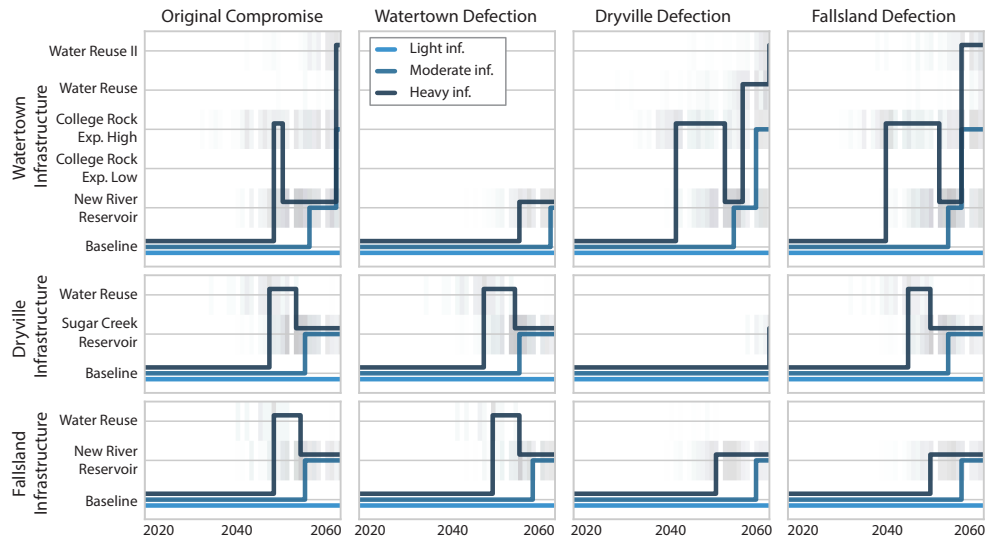 Original Compromise
Watertown Defection
Dryville Defection
Fallsland Defection
Watertown
Infrastructure
Water Reuse II
Water Reuse
College Rock
Exp. High
College Rock
Exp. Low
New River
Reservoir
Baseline
Light inf.
Moderate inf.
Heavy inf.
Dryville
Infrastructure
Water Reuse
Sugar Creek
Reservoir
Baseline
Fallsland
Infrastructure
Water Reuse
New River
Reservoir
Baseline
2020 2040 2060
2020 2040 2060
2020 2040 2060
2020 2040 2060